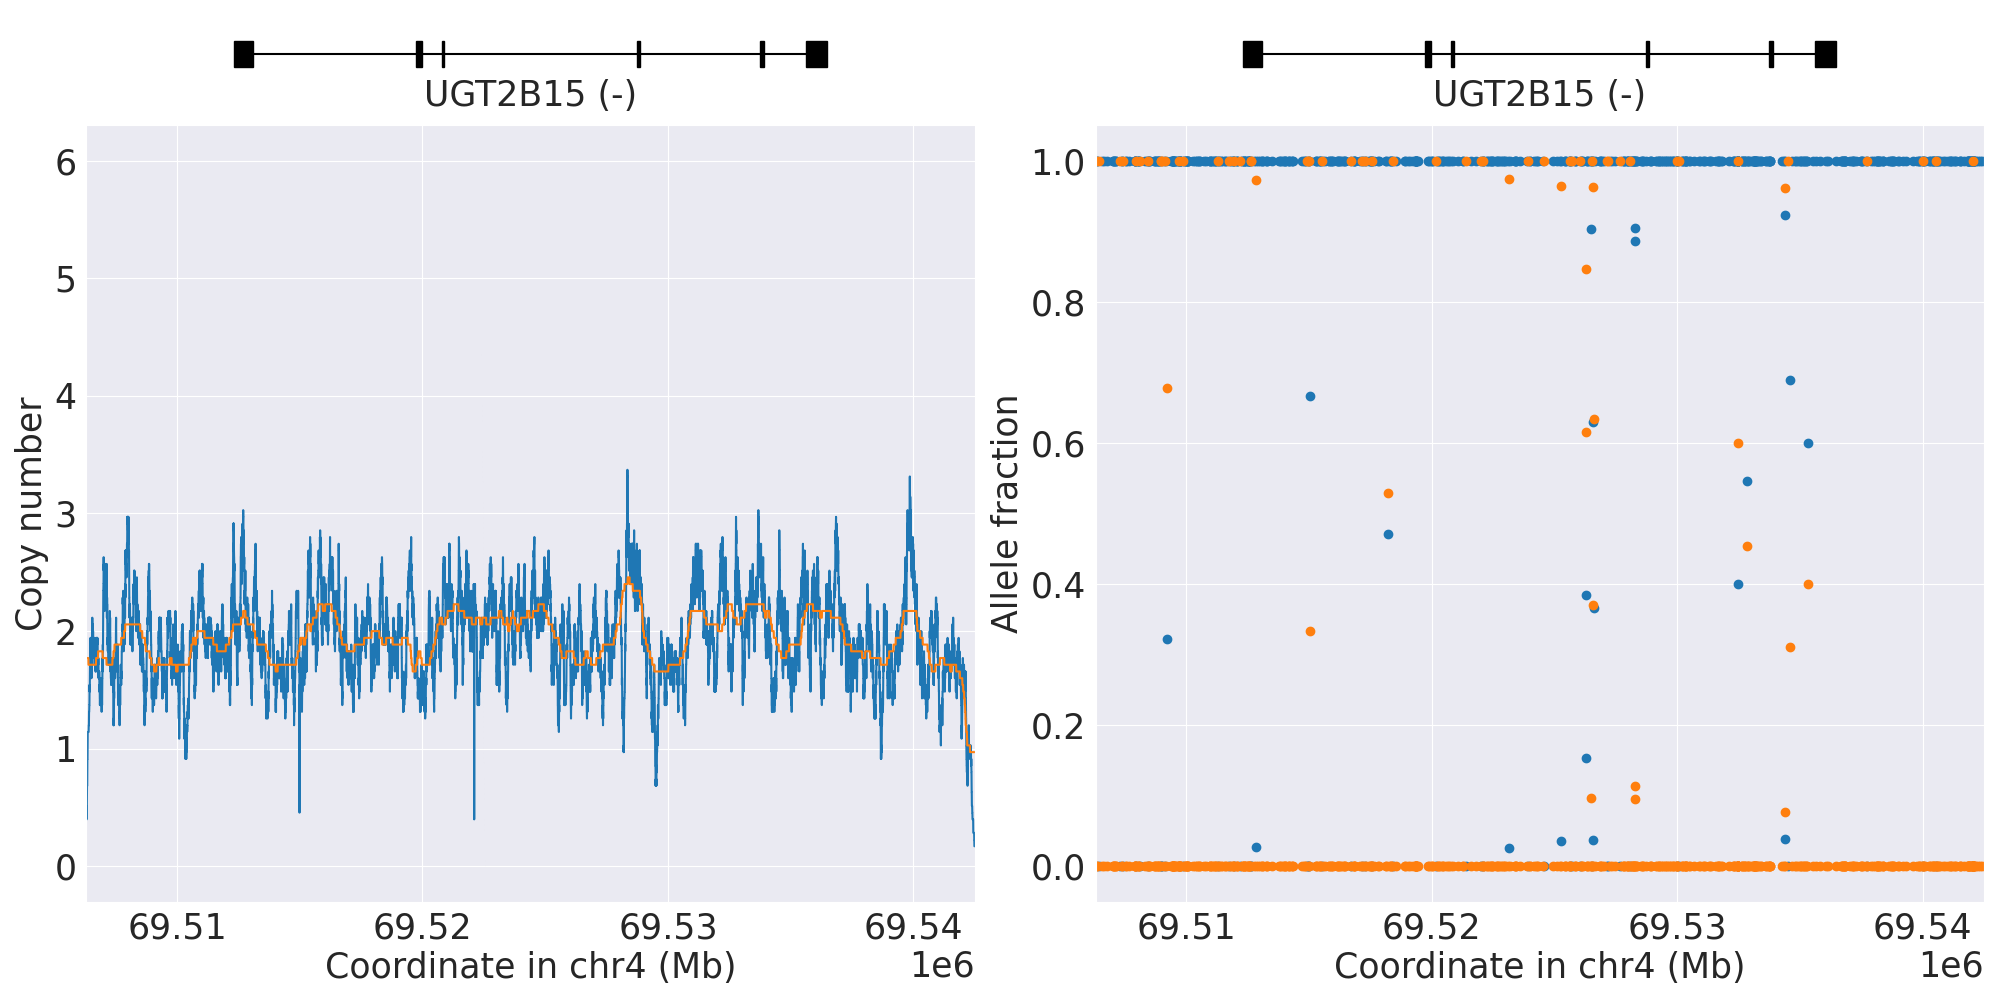 UGT2B15 (-)
6
5
4
3
2
1
0
Copy number
69.51 69.52 69.53 69.54
Coordinate in chr4 (Mb) 1e6
UGT2B15 (-)
1.0
0.8
0.6
0.4
0.2
0.0
Allele fraction
69.51 69.52 69.53 69.54
Coordinate in chr4 (Mb) 1e6